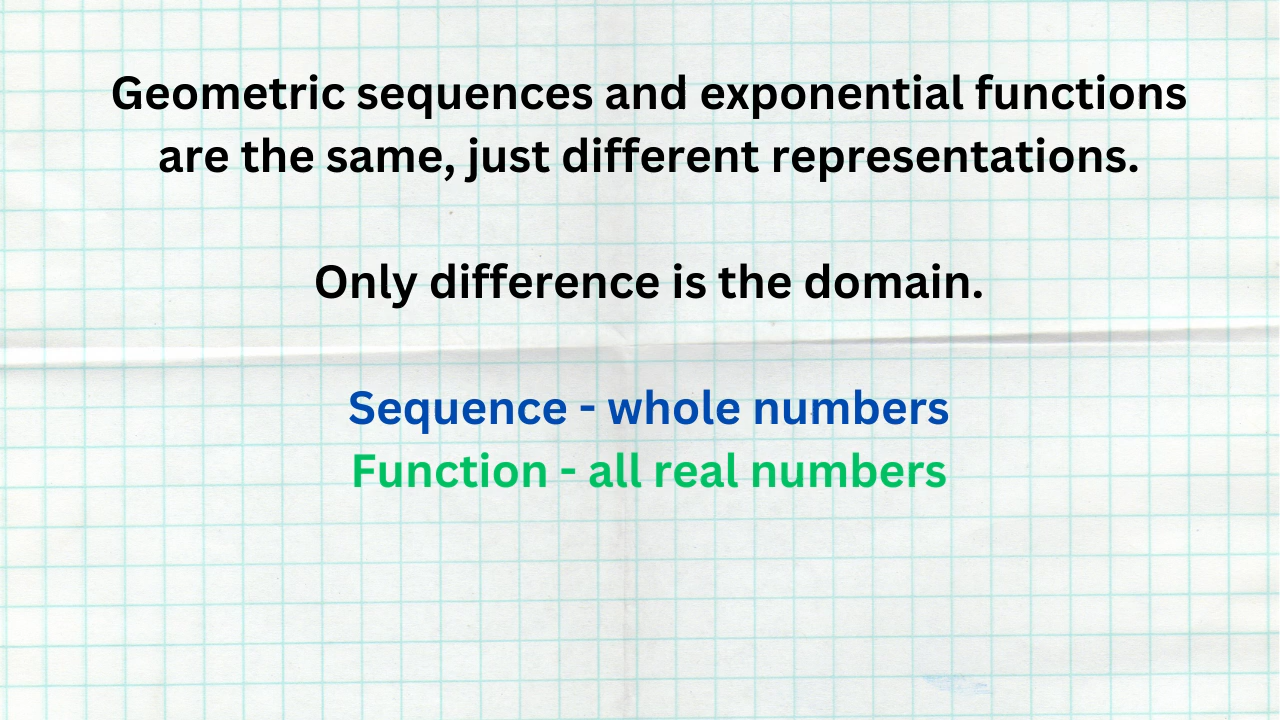 Geometric sequences and exponential functions
are the same, just different representations.
Only difference is the domain.
Sequence - whole numbers
Function - all real numbers